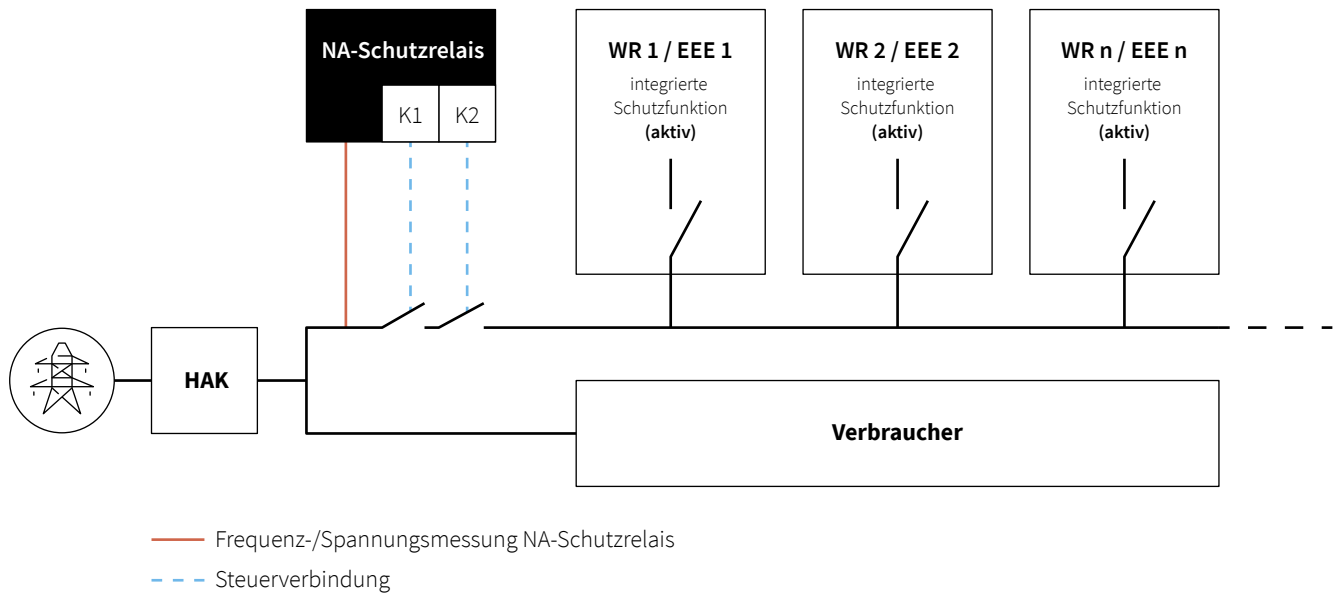 NA-Schutzrelais
K1
K2
WR 1 / EEE 1
integrierte
Schutzfunktion
(aktiv)
WR 2 / EEE 2
integrierte
Schutzfunktion
(aktiv)
WR n / EEE n
integrierte
Schutzfunktion
(aktiv)
HAK
Verbraucher
Frequenz-/Spannungsmessung NA-Schutzrelais
Steuerverbindung